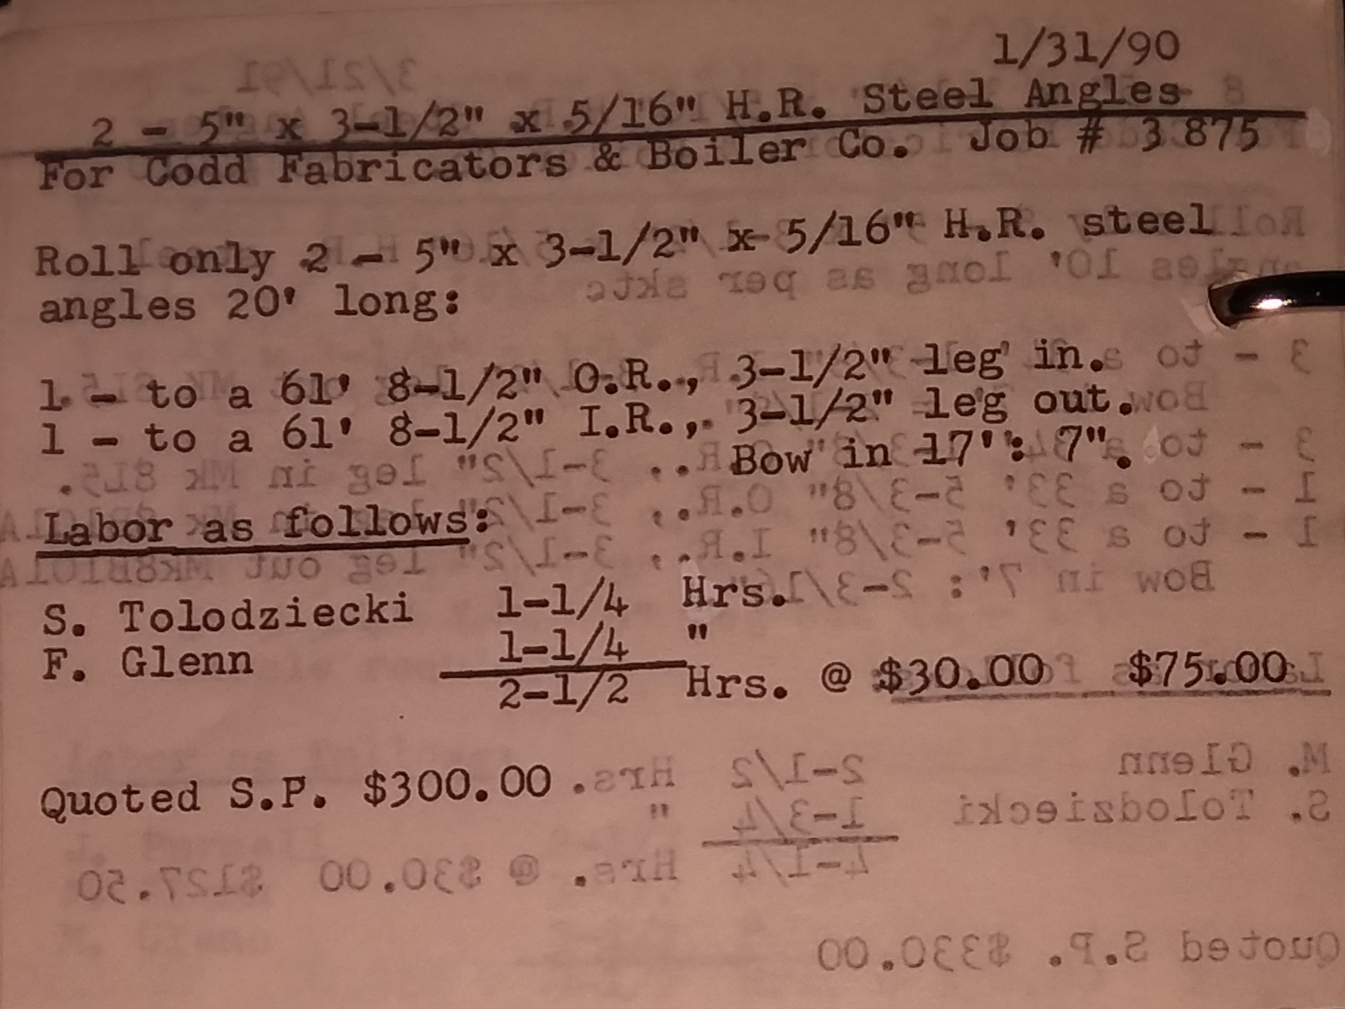 1/31/90
2 - 5" x 3-1/2" x 5/16" H.R. Steel Angles
For Codd Fabricators & Boiler Co. Job # 3875
Roll only 2 - 5" x 3-1/2" x 5/16" H.R. steel
angles 20' long:
1 - to a 61' 8-1/2" O.R., 3-1/2" leg in.
1 - to a 61' 8-1/2" I.R., 3-1/2" leg out.
Bow in 17': 7".
Labor as follows:
S. Tolodziecki 1-1/4 Hrs.
F. Glenn 1-1/4 "
2-1/2 Hrs. @ $30.00 $75.00
Quoted S.P. $300.00